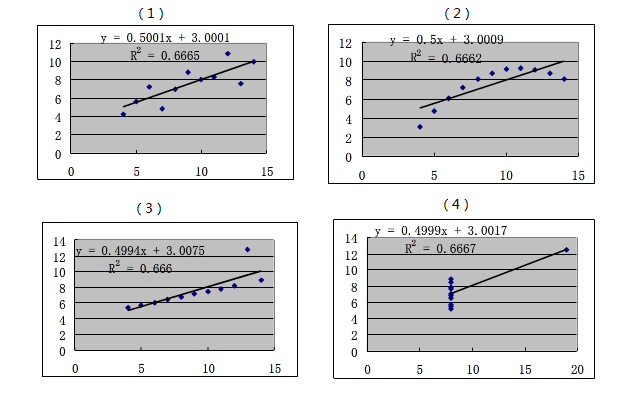 (1)
y = 0.5001x + 3.0001
R² = 0.6665
12
10
8
6
4
2
0
0 5 10 15
(2)
y = 0.5x + 3.0009
R² = 0.6662
12
10
8
6
4
2
0
0 5 10 15
(3)
y = 0.4994x + 3.0075
R² = 0.666
14
12
10
8
6
4
2
0
0 5 10 15
(4)
y = 0.4999x + 3.0017
R² = 0.6667
14
12
10
8
6
4
2
0
0 5 10 15 20